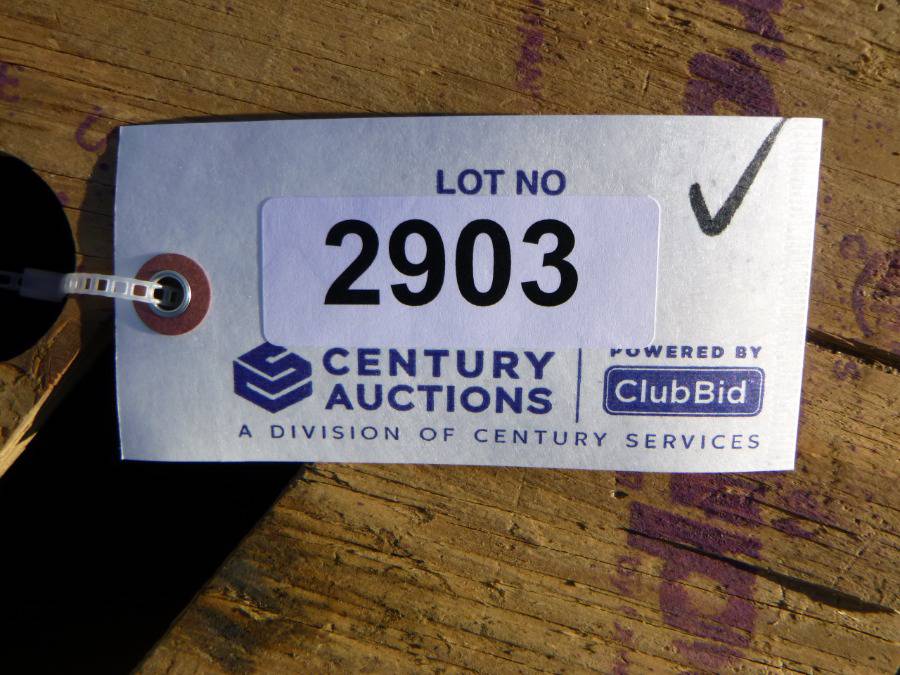 LOT NO
2903
CENTURY
AUCTIONS
POWERED BY
ClubBid
A DIVISION OF CENTURY SERVICES